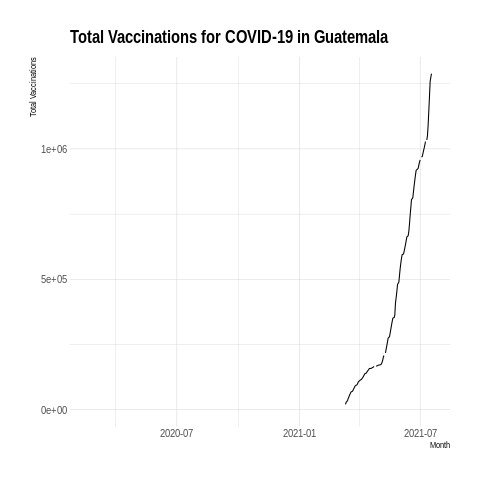 Total Vaccinations for COVID-19 in Guatemala
Total Vaccinations
1e+06
5e+05
0e+00
2020-07
2021-01
2021-07
Month